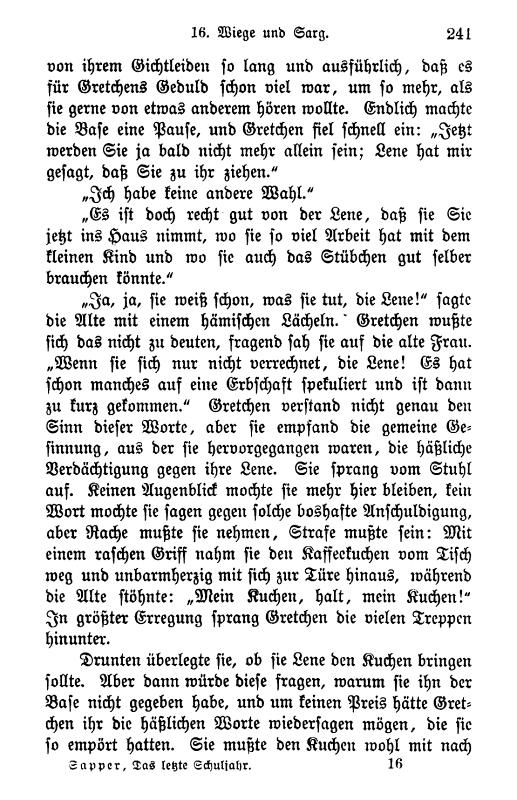 16. Wiege und Sarg. 241
von ihrem Gichtleiden so lang und ausführlich, daß es
für Gretchens Geduld schon viel war, um so mehr, als
sie gerne von etwas anderem hören wollte. Endlich machte
die Base eine Pause, und Gretchen fiel schnell ein: „Jetzt
werden Sie ja bald nicht mehr allein sein; Lene hat mir
gesagt, daß Sie zu ihr ziehen.“
„Ich habe keine andere Wahl.“
„Es ist doch recht gut von der Lene, daß sie Sie
jetzt ins Haus nimmt, wo sie so viel Arbeit hat mit dem
kleinen Kind und wo sie auch das Stübchen gut selber
brauchen könnte.“
„Ja, ja, sie weiß schon, was sie tut, die Lene!“ sagte
die Alte mit einem hämischen Lächeln. Gretchen wußte
sich das nicht zu deuten, fragend sah sie auf die alte Frau.
„Wenn sie sich nur nicht verrechnet, die Lene! Es hat
schon manches auf eine Erbschaft spekuliert und ist dann
zu kurz gekommen.“ Gretchen verstand nicht genau den
Sinn dieser Worte, aber sie empfand die gemeine Ge-
sinnung, aus der sie hervorgegangen waren, die häßliche
Verdächtigung gegen ihre Lene. Sie sprang vom Stuhl
auf. Keinen Augenblick mochte sie mehr hier bleiben, kein
Wort mochte sie sagen gegen solche boshafte Anschuldigung,
aber Rache mußte sie nehmen, Strafe mußte sein: Mit
einem raschen Griff nahm sie den Kaffeekuchen vom Tisch
weg und unbarmherzig mit sich zur Türe hinaus, während
die Alte stöhnte: „Mein Kuchen, halt, mein Kuchen!“
In größter Erregung sprang Gretchen die vielen Treppen
hinunter.
Drunten überlegte sie, ob sie Lene den Kuchen bringen
sollte. Aber dann würde diese fragen, warum sie ihn der
Base nicht gegeben habe, und um keinen Preis hätte Gret-
chen ihr die häßlichen Worte wiedersagen mögen, die sie
so empört hatten. Sie mußte den Kuchen wohl mit nach
Sapper, Das letzte Schuljahr. 16